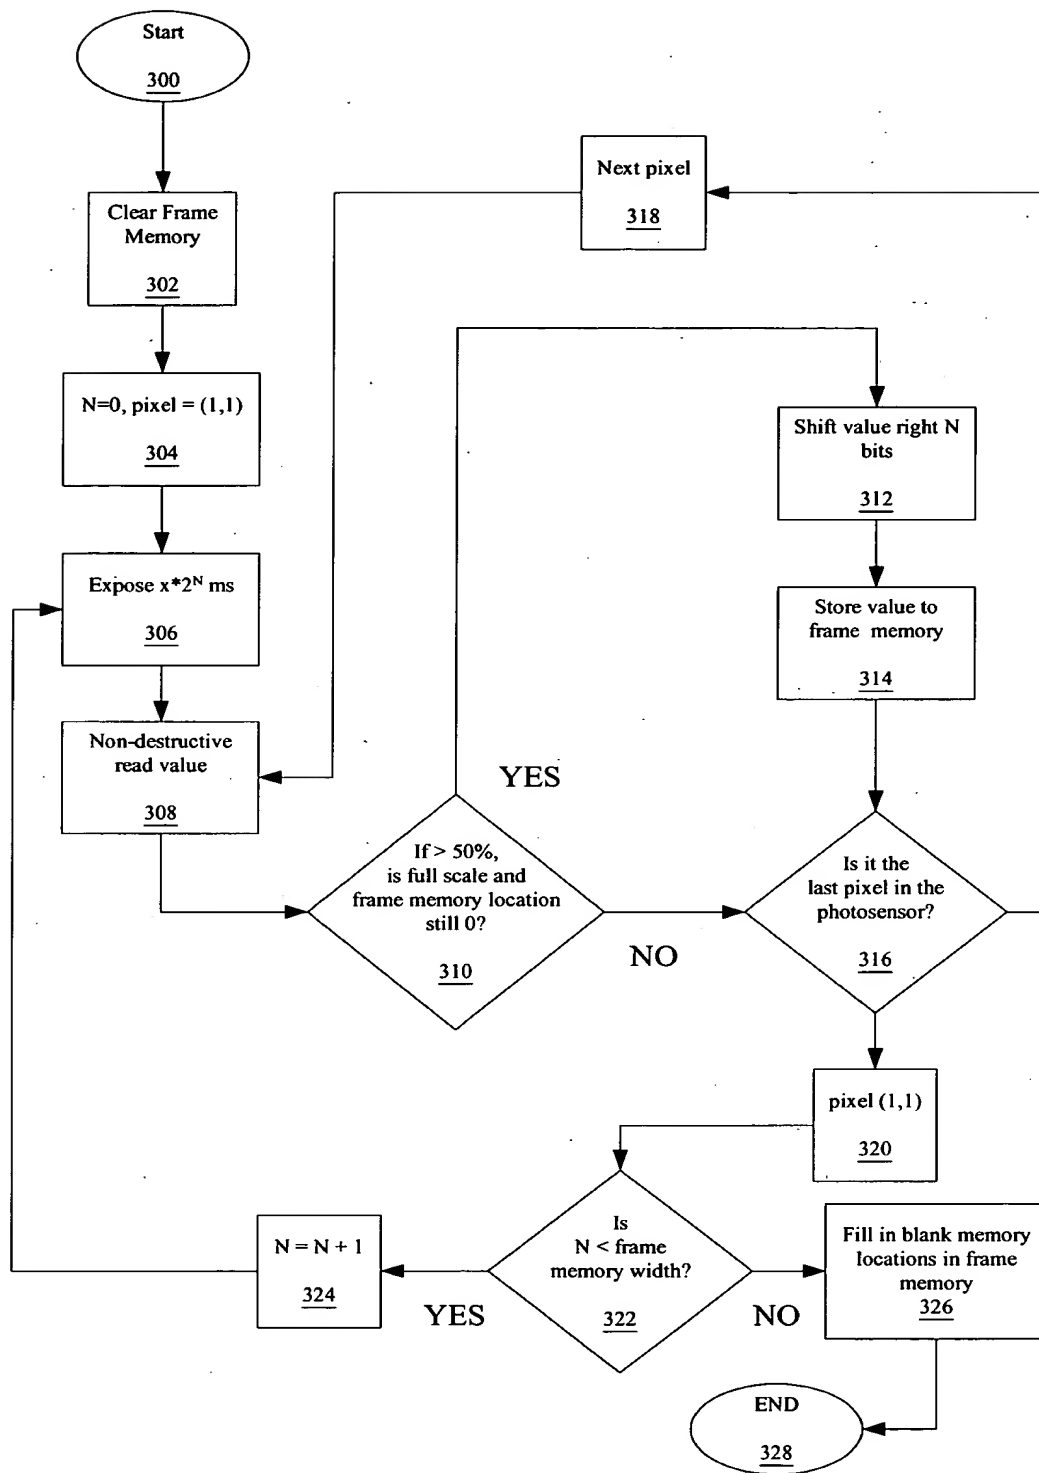 Start
300
Clear Frame
Memory
302
N=0, pixel = (1,1)
304
Expose x*2ᴺ ms
306
Non-destructive
read value
308
If > 50%,
is full scale and
frame memory location
still 0?
310
YES
NO
Shift value right N
bits
312
Store value to
frame memory
314
Is it the
last pixel in the
photosensor?
316
Next pixel
318
pixel (1,1)
320
Is
N < frame
memory width?
322
YES
NO
N = N + 1
324
Fill in blank memory
locations in frame
memory
326
END
328